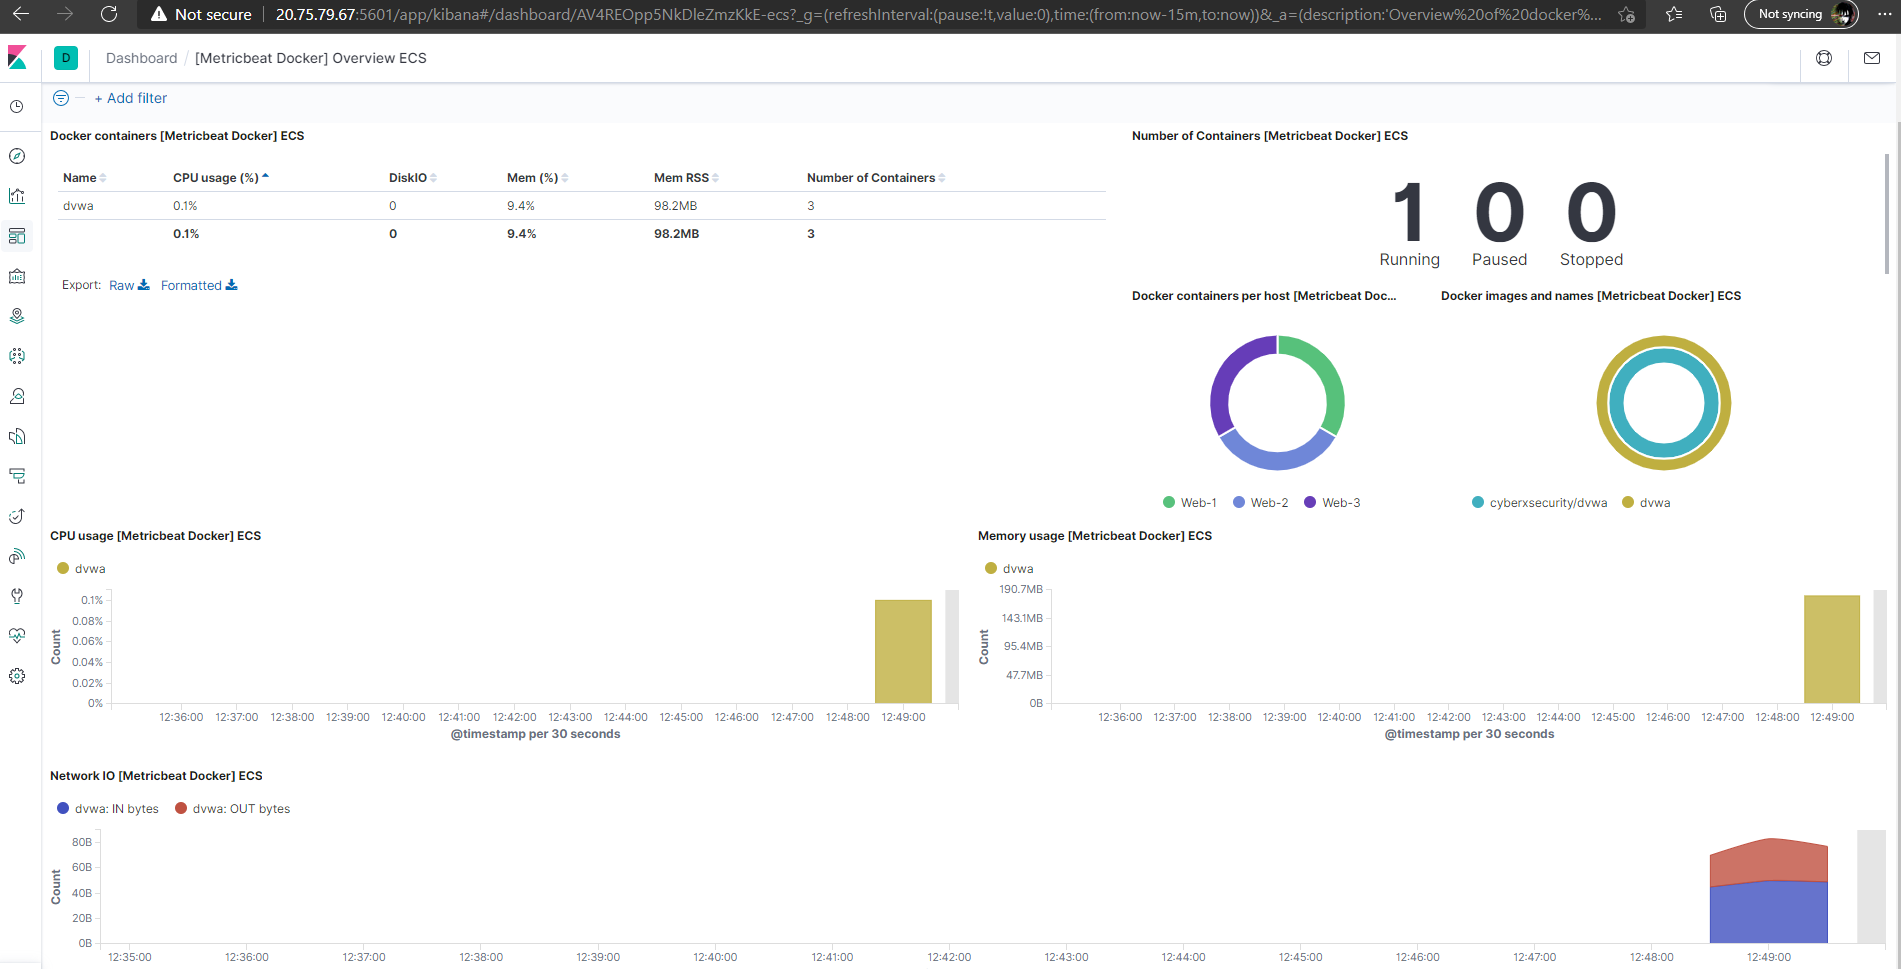 Not secure 20.75.79.67:5601/app/kibana#/dashboard/AV4REOpp5NkDleZmzKkE-ecs?_g=(refreshInterval:(pause:!t,value:0),time:(from:now-15m,to:now))&_a=(description:'Overview%20of%20docker%... Not syncing
D Dashboard / [Metricbeat Docker] Overview ECS
+ Add filter
Docker containers [Metricbeat Docker] ECS
Name CPU usage (%) DiskIO Mem (%) Mem RSS Number of Containers
dvwa 0.1% 0 9.4% 98.2MB 3
0.1% 0 9.4% 98.2MB 3
Export: Raw Formatted
Number of Containers [Metricbeat Docker] ECS
1 0 0
Running Paused Stopped
Docker containers per host [Metricbeat Doc...
Web-1 Web-2 Web-3
Docker images and names [Metricbeat Docker] ECS
cyberxsecurity/dvwa dvwa
CPU usage [Metricbeat Docker] ECS
dvwa
Count
0.1%
0.08%
0.06%
0.04%
0.02%
0%
12:36:00 12:37:00 12:38:00 12:39:00 12:40:00 12:41:00 12:42:00 12:43:00 12:44:00 12:45:00 12:46:00 12:47:00 12:48:00 12:49:00
@timestamp per 30 seconds
Memory usage [Metricbeat Docker] ECS
dvwa
Count
190.7MB
143.1MB
95.4MB
47.7MB
0B
12:36:00 12:37:00 12:38:00 12:39:00 12:40:00 12:41:00 12:42:00 12:43:00 12:44:00 12:45:00 12:46:00 12:47:00 12:48:00 12:49:00
@timestamp per 30 seconds
Network IO [Metricbeat Docker] ECS
dvwa: IN bytes dvwa: OUT bytes
Count
80B
60B
40B
20B
0B
12:35:00 12:36:00 12:37:00 12:38:00 12:39:00 12:40:00 12:41:00 12:42:00 12:43:00 12:44:00 12:45:00 12:46:00 12:47:00 12:48:00 12:49:00